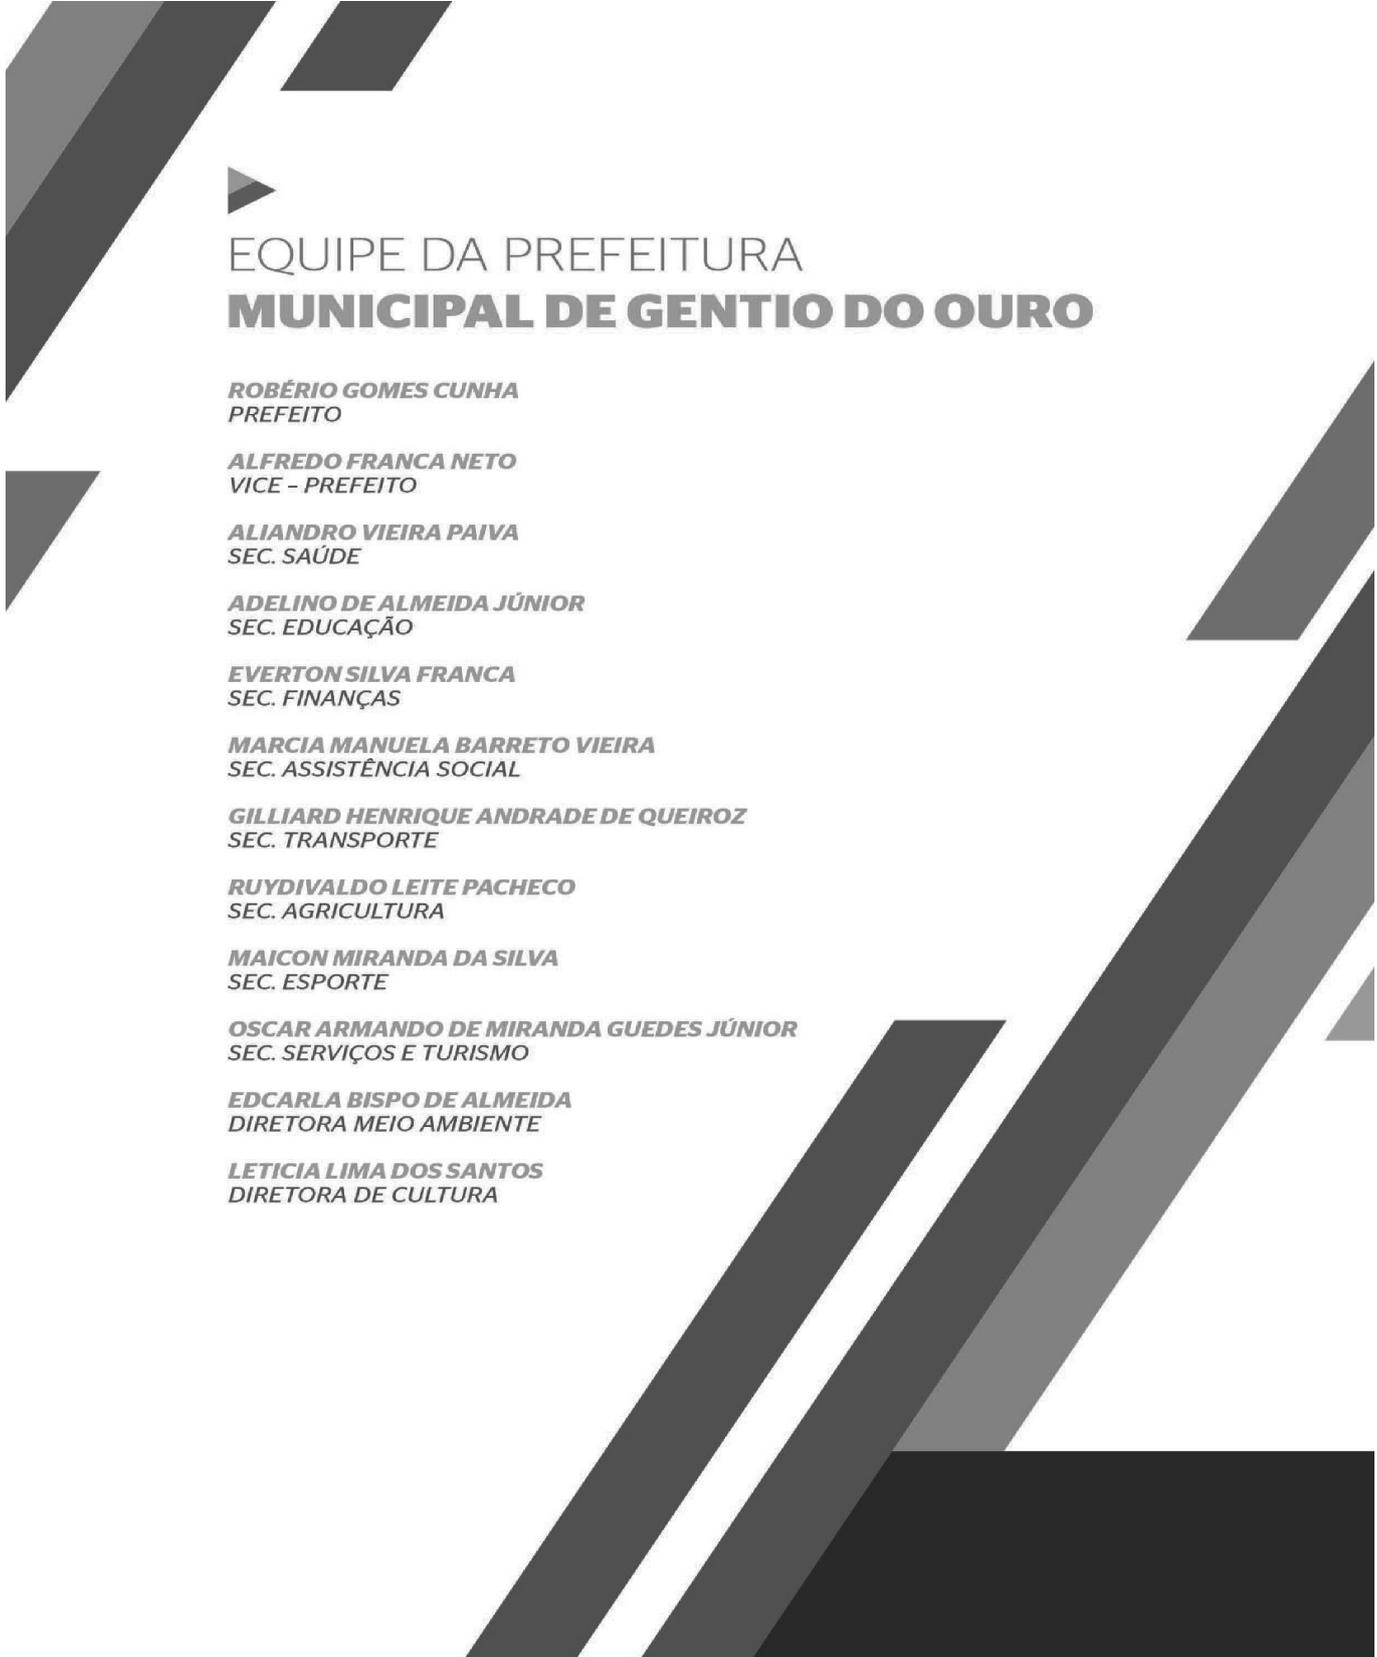 EQUIPE DA PREFEITURA
MUNICIPAL DE GENTIO DO OURO
ROBÉRIO GOMES CUNHA
PREFEITO
ALFREDO FRANCA NETO
VICE – PREFEITO
ALIANDRO VIEIRA PAIVA
SEC. SAÚDE
ADELINO DE ALMEIDA JÚNIOR
SEC. EDUCAÇÃO
EVERTON SILVA FRANCA
SEC. FINANÇAS
MARCIA MANUELA BARRETO VIEIRA
SEC. ASSISTÊNCIA SOCIAL
GILLIARD HENRIQUE ANDRADE DE QUEIROZ
SEC. TRANSPORTE
RUYDIVALDO LEITE PACHECO
SEC. AGRICULTURA
MAICON MIRANDA DA SILVA
SEC. ESPORTE
OSCAR ARMANDO DE MIRANDA GUEDES JÚNIOR
SEC. SERVIÇOS E TURISMO
EDCARLA BISPO DE ALMEIDA
DIRETORA MEIO AMBIENTE
LETICIA LIMA DOS SANTOS
DIRETORA DE CULTURA